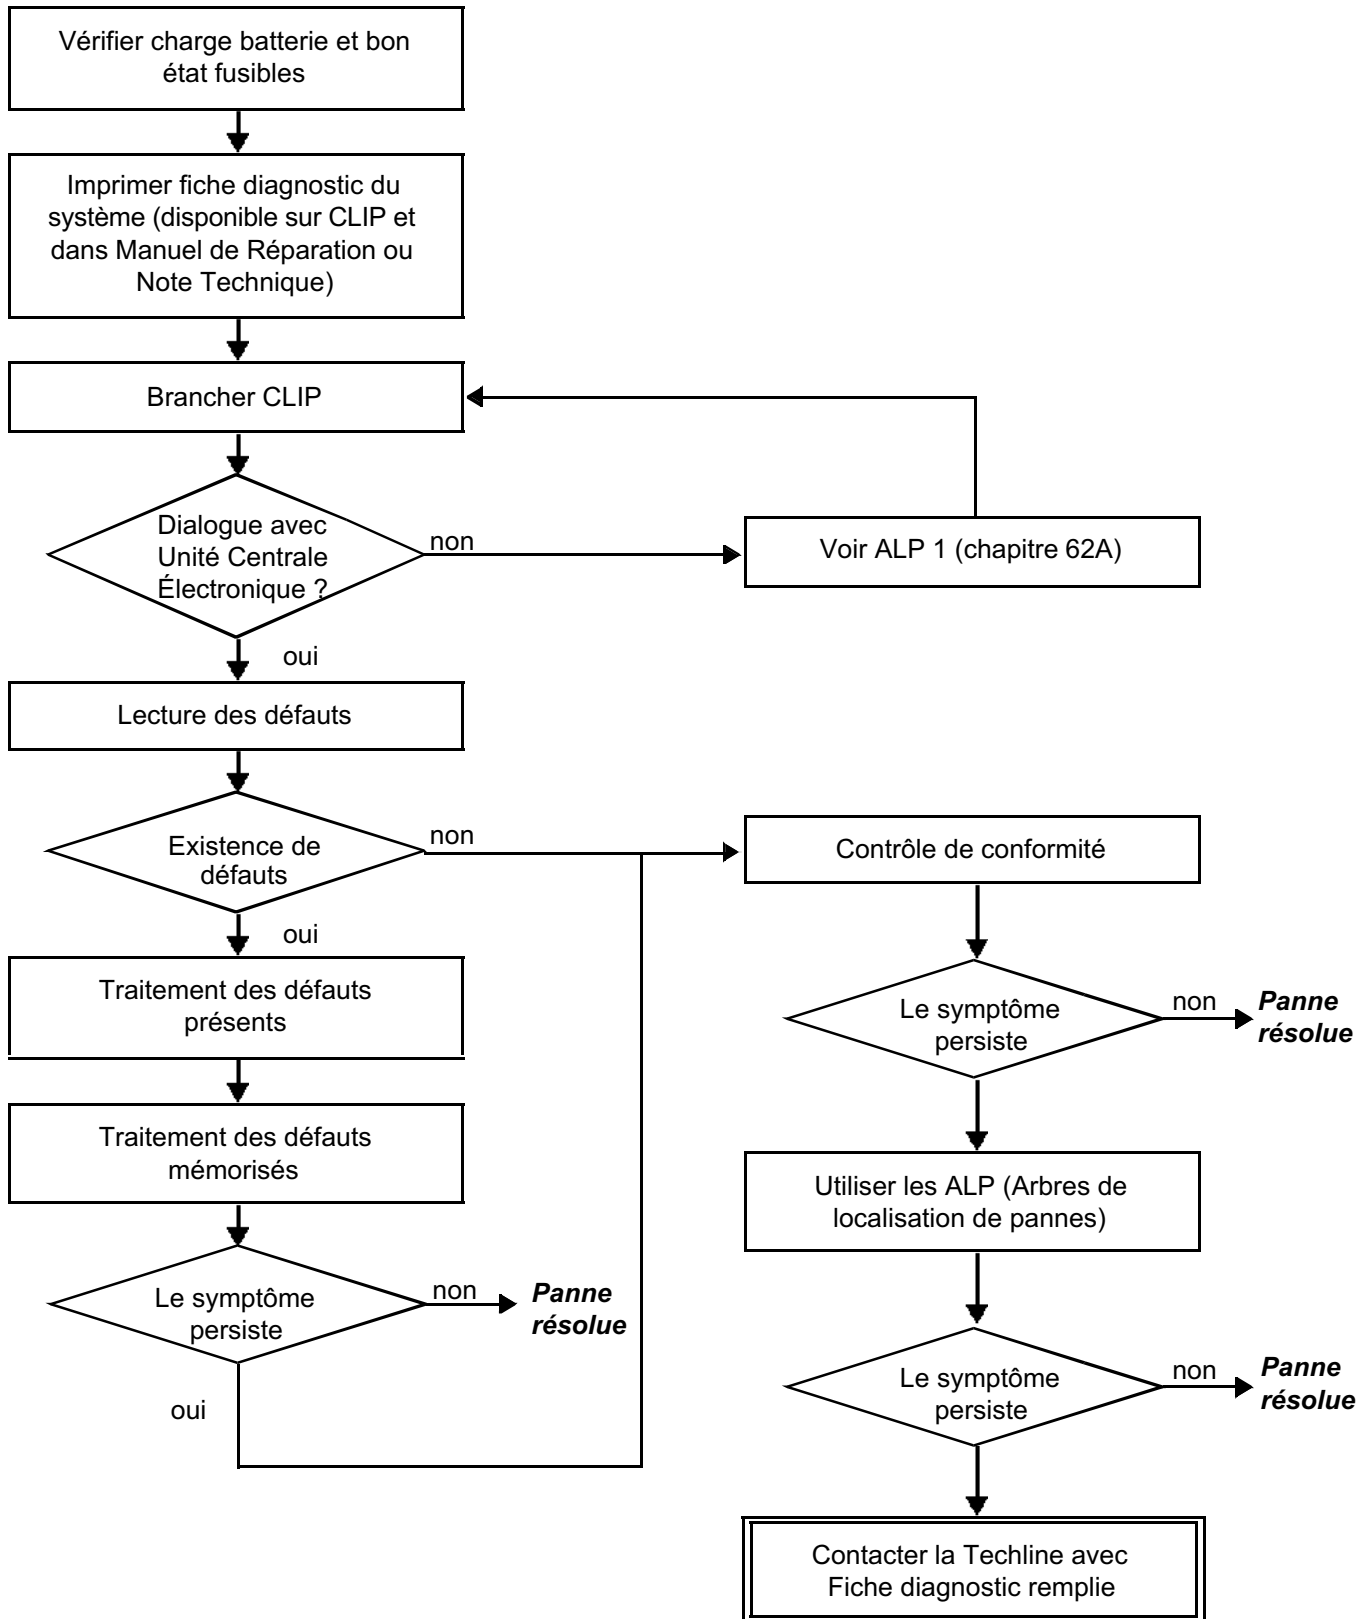 Vérifier charge batterie et bon
état fusibles
Imprimer fiche diagnostic du
système (disponible sur CLIP et
dans Manuel de Réparation ou
Note Technique)
Brancher CLIP
Dialogue avec
Unité Centrale
Électronique ?
non
Voir ALP 1 (chapitre 62A)
oui
Lecture des défauts
Existence de
défauts
non
Contrôle de conformité
oui
Traitement des défauts
présents
Le symptôme
persiste
non
Panne
résolue
Traitement des défauts
mémorisés
Utiliser les ALP (Arbres de
localisation de pannes)
Le symptôme
persiste
non
Panne
résolue
oui
Le symptôme
persiste
non
Panne
résolue
Contacter la Techline avec
Fiche diagnostic remplie